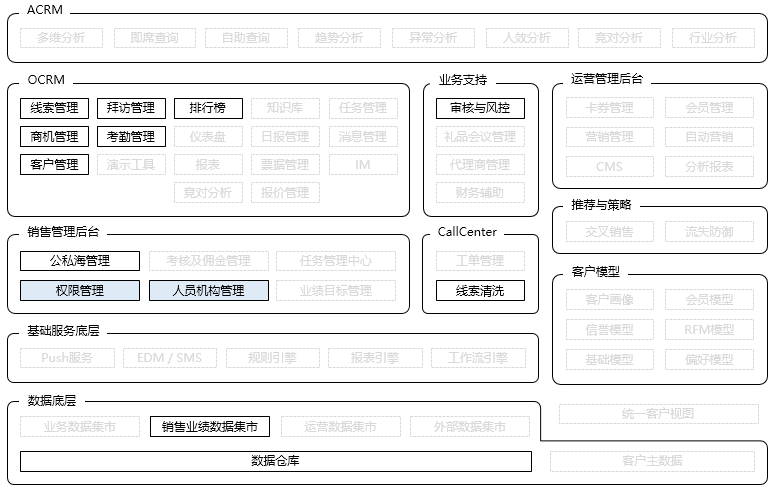 ACRM
多维分析 即席查询 自助查询 趋势分析 异常分析 人效分析 竞对分析 行业分析
OCRM
线索管理 拜访管理 排行榜 知识库 任务管理
商机管理 考勤管理 仪表盘 日报管理 消息管理
客户管理 演示工具 报表 票据管理 IM
竞对分析 报价管理
业务支持
审核与风控
礼品会议管理
代理商管理
财务辅助
运营管理后台
卡券管理 会员管理
营销管理 自动营销
CMS 分析报表
推荐与策略
交叉销售 流失防御
销售管理后台
公私海管理 考核及佣金管理 任务管理中心
权限管理 人员机构管理 业绩目标管理
CallCenter
工单管理
线索清洗
客户模型
客户画像 会员模型
信誉模型 RFM模型
基础模型 偏好模型
基础服务底层
Push服务 EDM / SMS 规则引擎 报表引擎 工作流引擎
数据底层
业务数据集市 销售业绩数据集市 运营数据集市 外部数据集市
统一客户视图
数据仓库 客户主数据